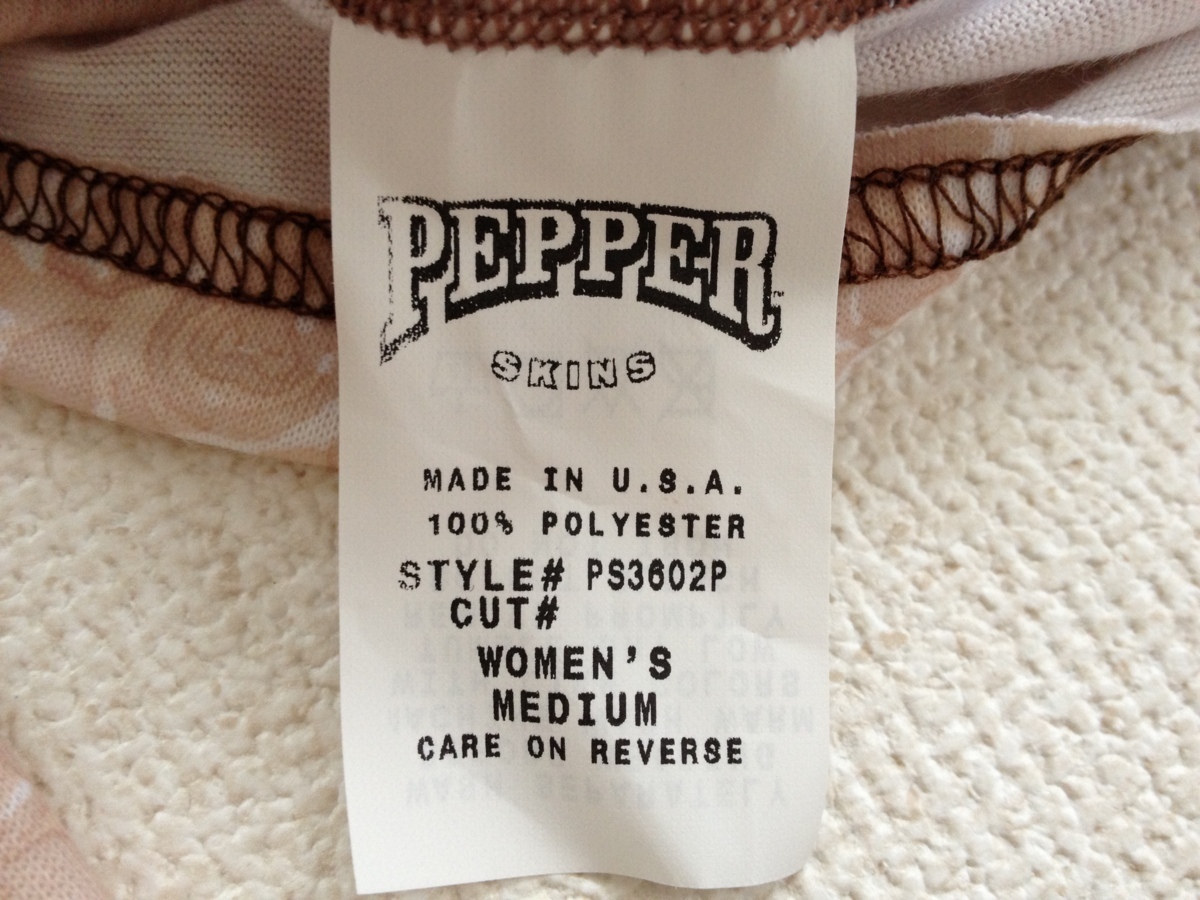 PEPPER
SKINS
MADE IN U.S.A.
100% POLYESTER
STYLE# PS3602P
CUT#
WOMEN'S
MEDIUM
CARE ON REVERSE